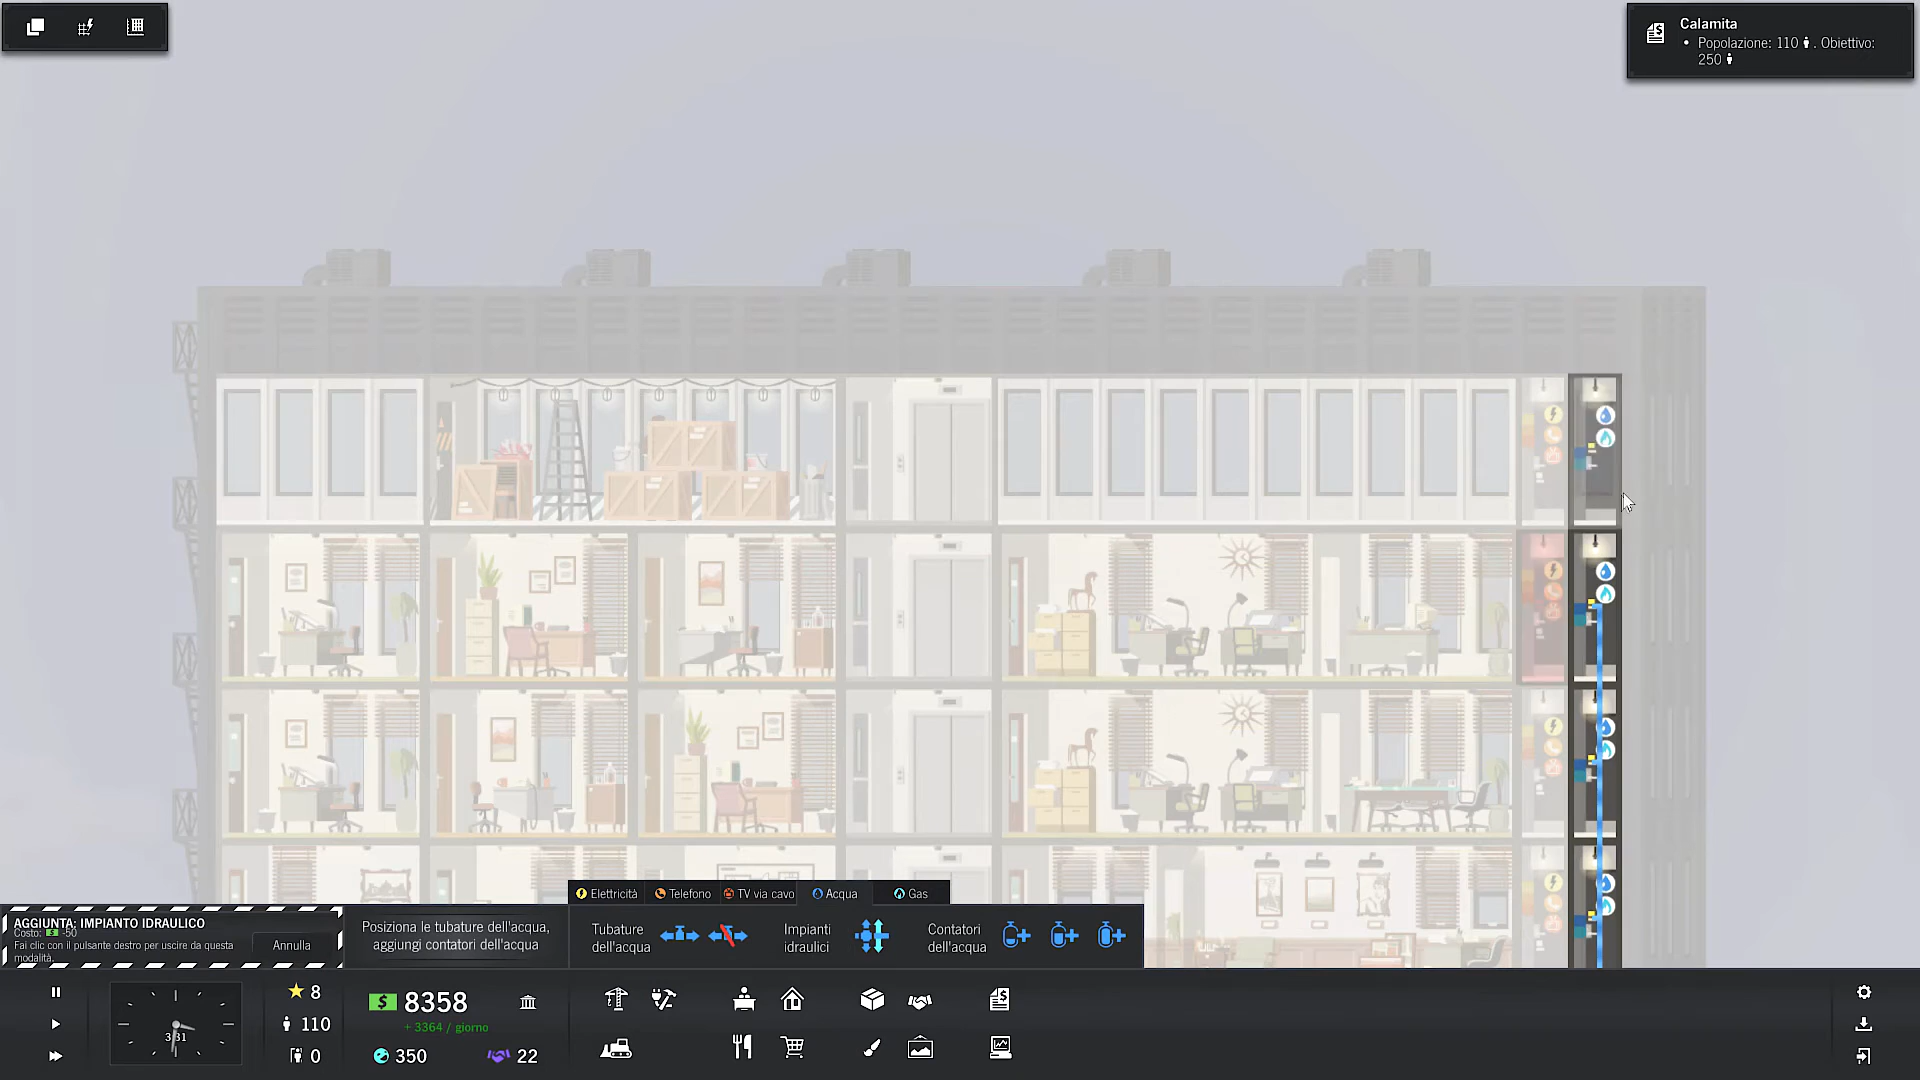 Calamita
• Popolazione: 110 . Obiettivo:
250
Elettricità
Telefono
TV via cavo
Acqua
Gas
AGGIUNTA: IMPIANTO IDRAULICO
Costo: $ -50
Fai clic con il pulsante destro per uscire da questa
modalità.
Annulla
Posiziona le tubature dell'acqua,
aggiungi contatori dell'acqua
Tubature
dell'acqua
Impianti
idraulici
Contatori
dell'acqua
3:31
8
110
0
$ 8358
+ 3364 / giorno
350
22